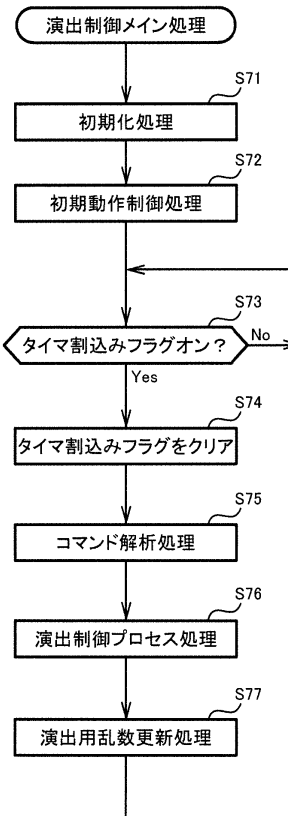 演出制御メイン処理
S71
初期化処理
S72
初期動作制御処理
S73
タイマ割込みフラグオン?
No
Yes
S74
タイマ割込みフラグをクリア
S75
コマンド解析処理
S76
演出制御プロセス処理
S77
演出用乱数更新処理